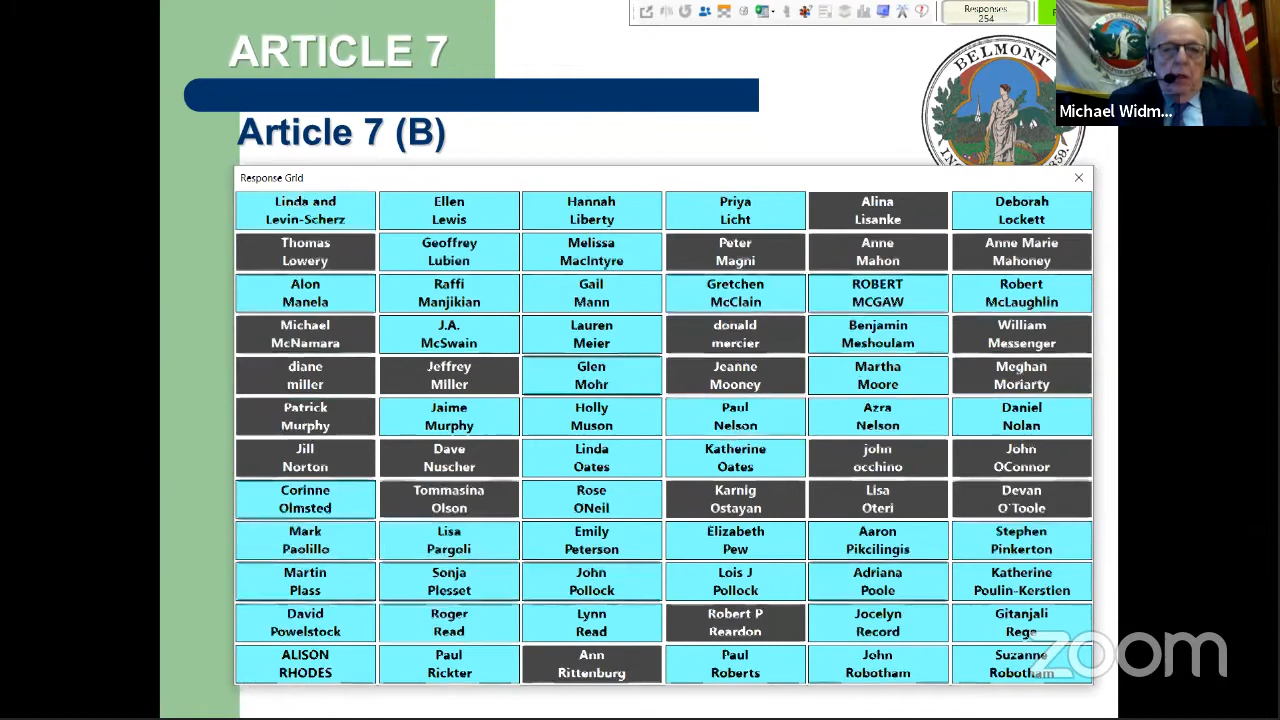 ARTICLE 7
Responses
254
BELMONT
Michael Widm...
Article 7 (B)
Response Grid
Linda and Levin-Scherz
Ellen Lewis
Hannah Liberty
Priya Licht
Alina Lisanke
Deborah Lockett
Thomas Lowery
Geoffrey Lubien
Melissa MacIntyre
Peter Magni
Anne Mahon
Anne Marie Mahoney
Alon Manela
Raffi Manjikian
Gail Mann
Gretchen McClain
ROBERT MCGAW
Robert McLaughlin
Michael McNamara
J.A. McSwain
Lauren Meier
donald mercier
Benjamin Meshoulam
William Messenger
diane miller
Jeffrey Miller
Glen Mohr
Jeanne Mooney
Martha Moore
Meghan Moriarty
Patrick Murphy
Jaime Murphy
Holly Muson
Paul Nelson
Azra Nelson
Daniel Nolan
Jill Norton
Dave Nuscher
Linda Oates
Katherine Oates
john occhino
John OConnor
Corinne Olmsted
Tommasina Olson
Rose ONeil
Karnig Ostayan
Lisa Oteri
Devan O`Toole
Mark Paolillo
Lisa Pargoli
Emily Peterson
Elizabeth Pew
Aaron Pikcilingis
Stephen Pinkerton
Martin Plass
Sonja Plesset
John Pollock
Lois J Pollock
Adriana Poole
Katherine Poulin-Kerstien
David Powelstock
Roger Read
Lynn Read
Robert P Reardon
Jocelyn Record
Gitanjali Rege
ALISON RHODES
Paul Rickter
Ann Rittenburg
Paul Roberts
John Robotham
Suzanne Robotham
zoom